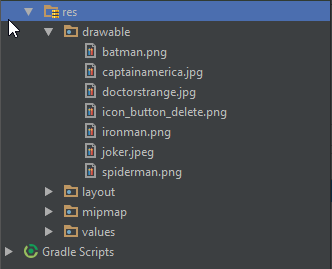 res
drawable
batman.png
captainamerica.jpg
doctorstrange.jpg
icon_button_delete.png
ironman.png
joker.jpeg
spiderman.png
layout
mipmap
values
Gradle Scripts